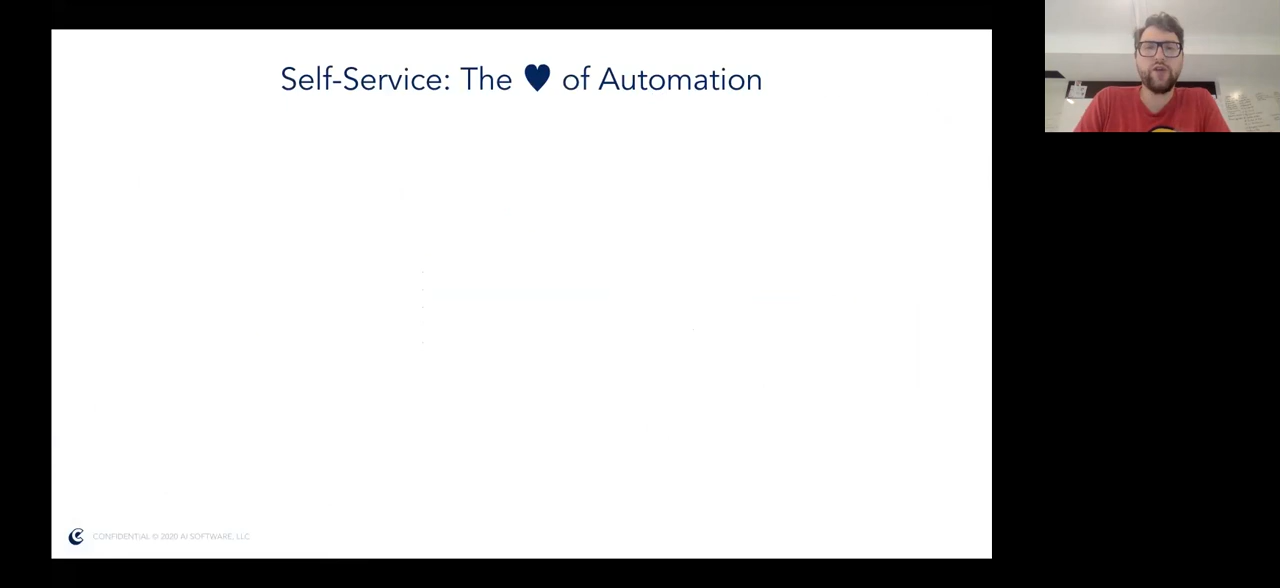 Self-Service: The ♥ of Automation
CONFIDENTIAL © 2020 AI SOFTWARE, LLC